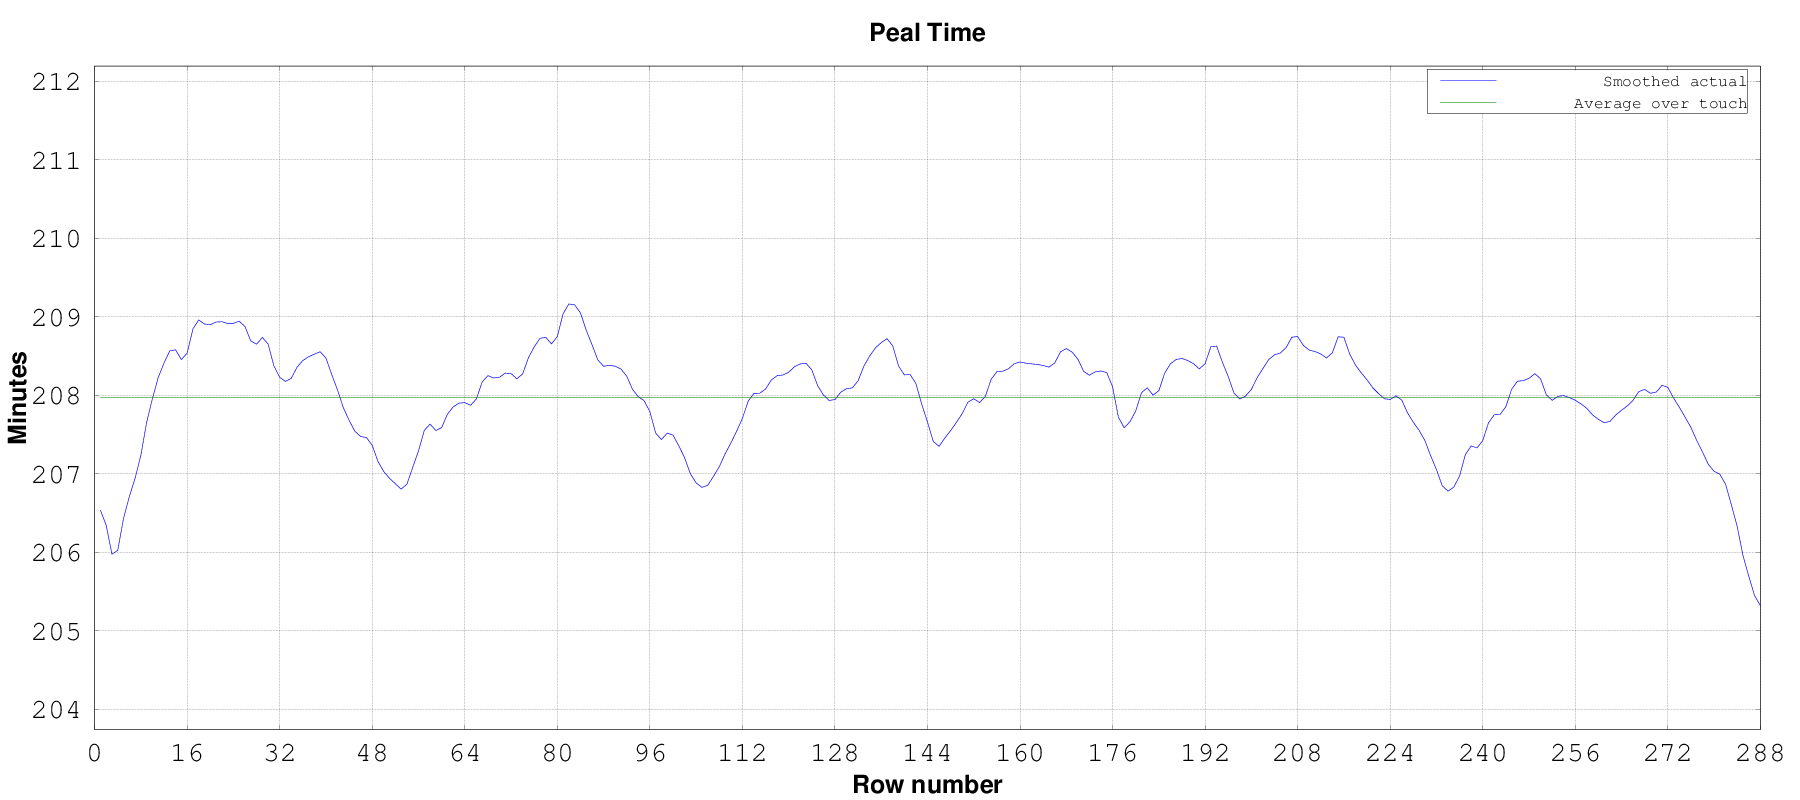 Peal Time
Smoothed actual
Average over touch
212
211
210
209
208
207
206
205
204
Minutes
0 16 32 48 64 80 96 112 128 144 160 176 192 208 224 240 256 272 288
Row number